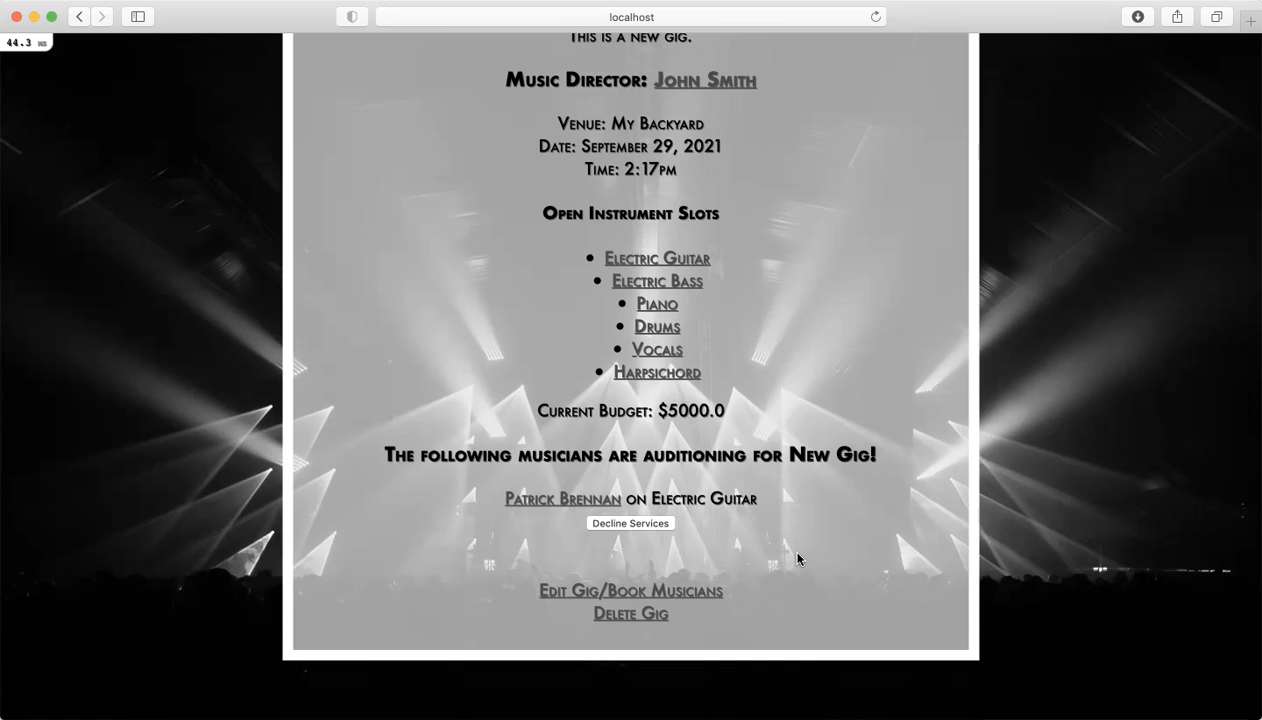 localhost
44.3 ms
This is a new gig.
Music Director: John Smith
Venue: My Backyard
Date: September 29, 2021
Time: 2:17pm
Open Instrument Slots
Electric Guitar
Electric Bass
Piano
Drums
Vocals
Harpsichord
Current Budget: $5000.0
The following musicians are auditioning for New Gig!
Patrick Brennan on Electric Guitar
Decline Services
Edit Gig/Book Musicians
Delete Gig